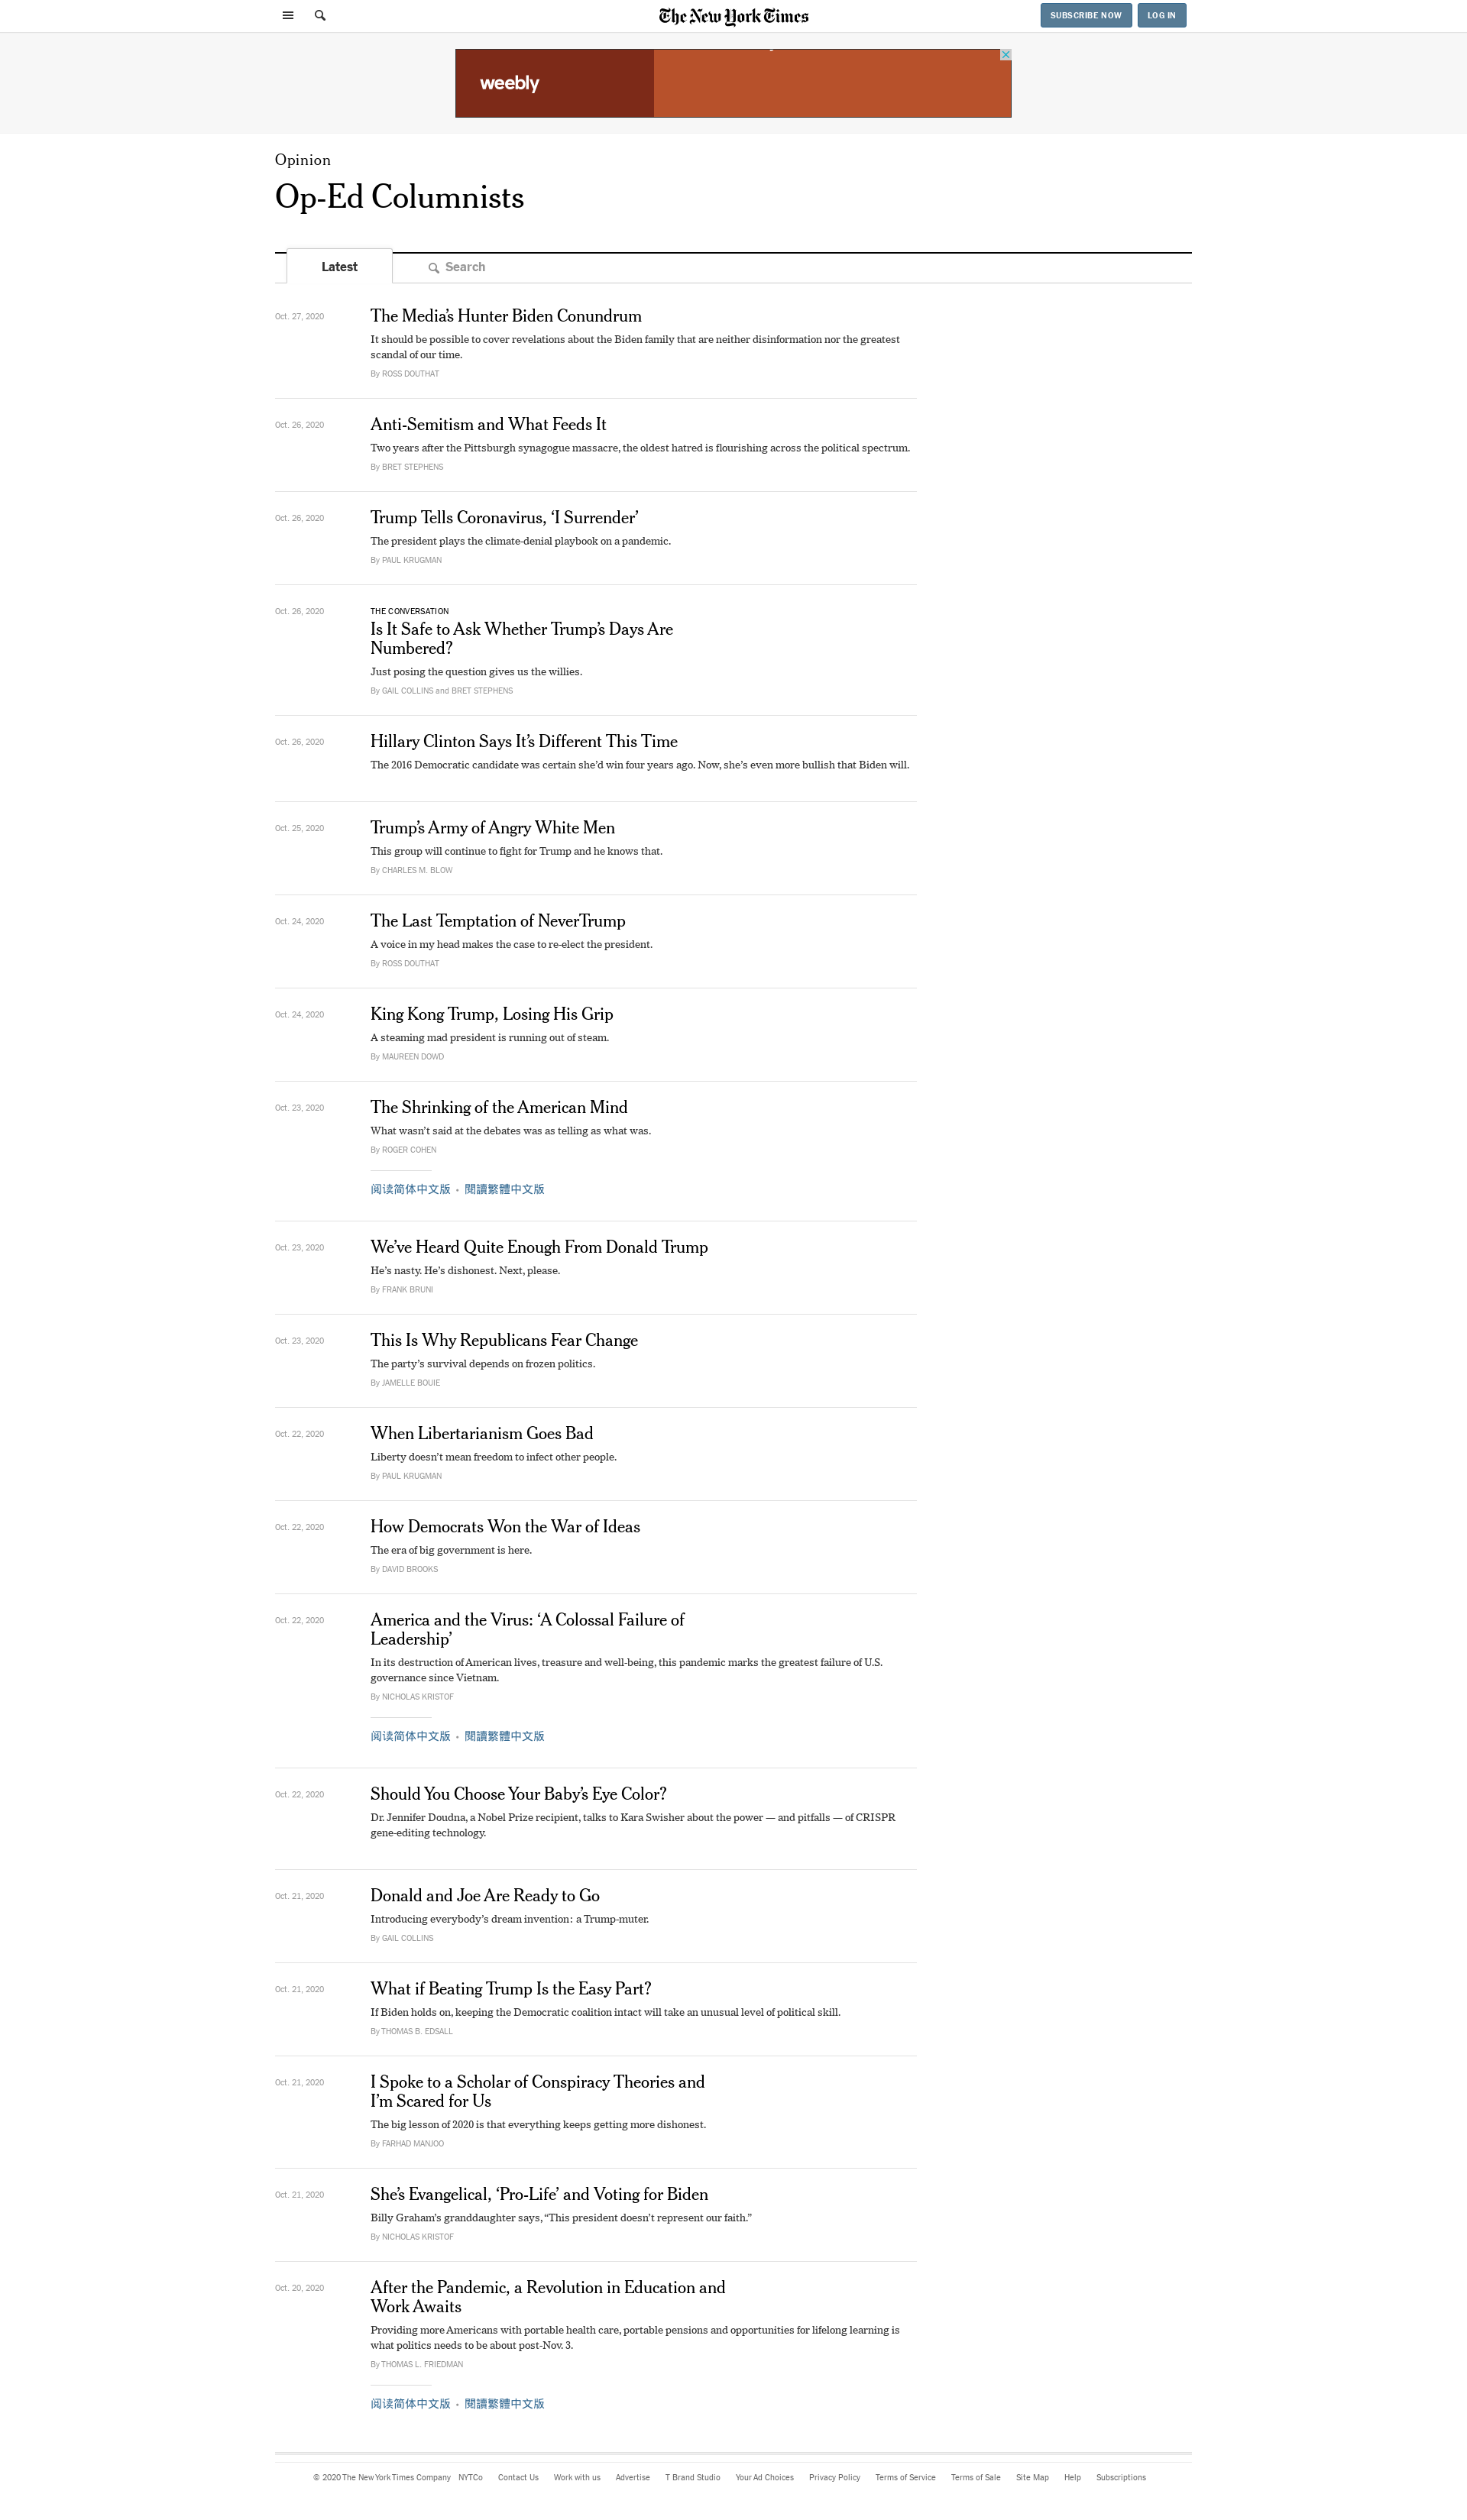 The New York Times
SUBSCRIBE NOW
LOG IN
weebly
Opinion
Op-Ed Columnists
Latest
Search
Oct. 27, 2020
The Media’s Hunter Biden Conundrum
It should be possible to cover revelations about the Biden family that are neither disinformation nor the greatest
scandal of our time.
By ROSS DOUTHAT
Oct. 26, 2020
Anti-Semitism and What Feeds It
Two years after the Pittsburgh synagogue massacre, the oldest hatred is flourishing across the political spectrum.
By BRET STEPHENS
Oct. 26, 2020
Trump Tells Coronavirus, ‘I Surrender’
The president plays the climate-denial playbook on a pandemic.
By PAUL KRUGMAN
Oct. 26, 2020
THE CONVERSATION
Is It Safe to Ask Whether Trump’s Days Are
Numbered?
Just posing the question gives us the willies.
By GAIL COLLINS and BRET STEPHENS
Oct. 26, 2020
Hillary Clinton Says It’s Different This Time
The 2016 Democratic candidate was certain she’d win four years ago. Now, she’s even more bullish that Biden will.
Oct. 25, 2020
Trump’s Army of Angry White Men
This group will continue to fight for Trump and he knows that.
By CHARLES M. BLOW
Oct. 24, 2020
The Last Temptation of NeverTrump
A voice in my head makes the case to re-elect the president.
By ROSS DOUTHAT
Oct. 24, 2020
King Kong Trump, Losing His Grip
A steaming mad president is running out of steam.
By MAUREEN DOWD
Oct. 23, 2020
The Shrinking of the American Mind
What wasn’t said at the debates was as telling as what was.
By ROGER COHEN
阅读简体中文版 • 閱讀繁體中文版
Oct. 23, 2020
We’ve Heard Quite Enough From Donald Trump
He’s nasty. He’s dishonest. Next, please.
By FRANK BRUNI
Oct. 23, 2020
This Is Why Republicans Fear Change
The party’s survival depends on frozen politics.
By JAMELLE BOUIE
Oct. 22, 2020
When Libertarianism Goes Bad
Liberty doesn’t mean freedom to infect other people.
By PAUL KRUGMAN
Oct. 22, 2020
How Democrats Won the War of Ideas
The era of big government is here.
By DAVID BROOKS
Oct. 22, 2020
America and the Virus: ‘A Colossal Failure of
Leadership’
In its destruction of American lives, treasure and well-being, this pandemic marks the greatest failure of U.S.
governance since Vietnam.
By NICHOLAS KRISTOF
阅读简体中文版 • 閱讀繁體中文版
Oct. 22, 2020
Should You Choose Your Baby’s Eye Color?
Dr. Jennifer Doudna, a Nobel Prize recipient, talks to Kara Swisher about the power — and pitfalls — of CRISPR
gene-editing technology.
Oct. 21, 2020
Donald and Joe Are Ready to Go
Introducing everybody’s dream invention: a Trump-muter.
By GAIL COLLINS
Oct. 21, 2020
What if Beating Trump Is the Easy Part?
If Biden holds on, keeping the Democratic coalition intact will take an unusual level of political skill.
By THOMAS B. EDSALL
Oct. 21, 2020
I Spoke to a Scholar of Conspiracy Theories and
I’m Scared for Us
The big lesson of 2020 is that everything keeps getting more dishonest.
By FARHAD MANJOO
Oct. 21, 2020
She’s Evangelical, ‘Pro-Life’ and Voting for Biden
Billy Graham’s granddaughter says, “This president doesn’t represent our faith.”
By NICHOLAS KRISTOF
Oct. 20, 2020
After the Pandemic, a Revolution in Education and
Work Awaits
Providing more Americans with portable health care, portable pensions and opportunities for lifelong learning is
what politics needs to be about post-Nov. 3.
By THOMAS L. FRIEDMAN
阅读简体中文版 • 閱讀繁體中文版
© 2020 The New York Times Company NYTCo Contact Us Work with us Advertise T Brand Studio Your Ad Choices Privacy Policy Terms of Service Terms of Sale Site Map Help Subscriptions